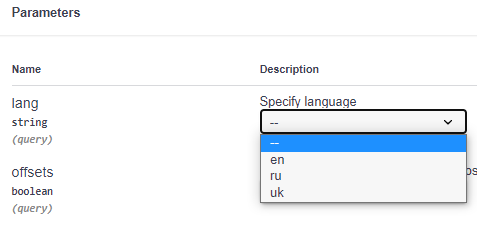 Parameters
Name Description
lang Specify language
string --
(query) --
en
offsets ru
boolean uk
(query)